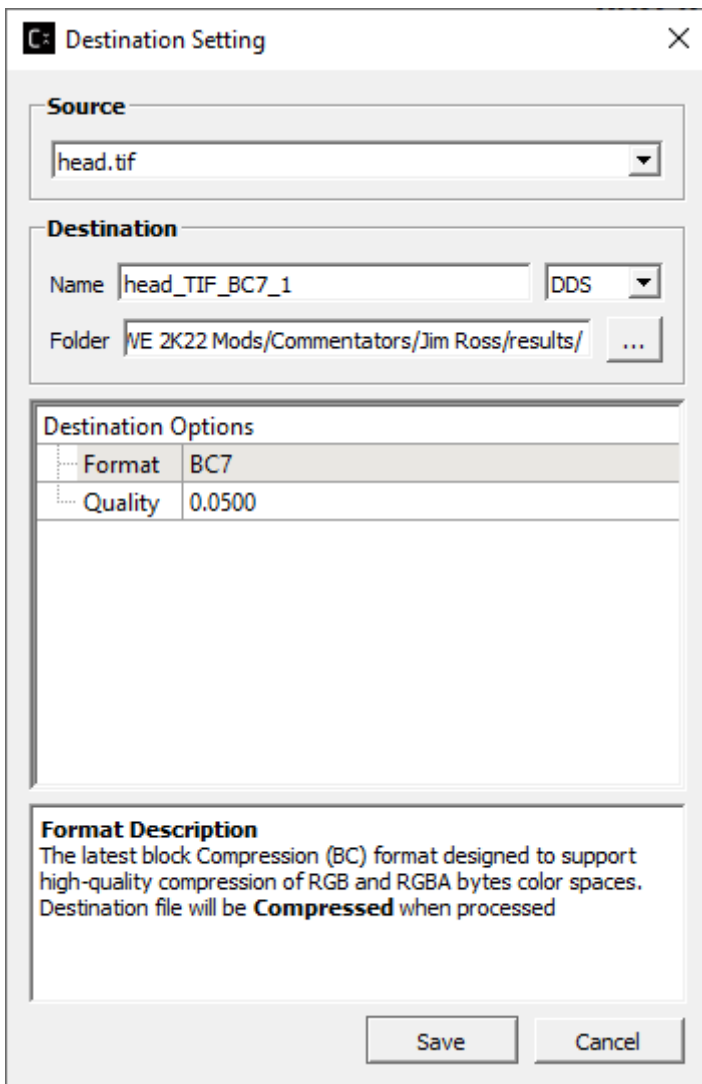 Destination Setting
Source
head.tif
Destination
Name head_TIF_BC7_1 DDS
Folder WE 2K22 Mods/Commentators/Jim Ross/results/ ...
Destination Options
Format BC7
Quality 0.0500
Format Description
The latest block Compression (BC) format designed to support
high-quality compression of RGB and RGBA bytes color spaces.
Destination file will be Compressed when processed
Save Cancel